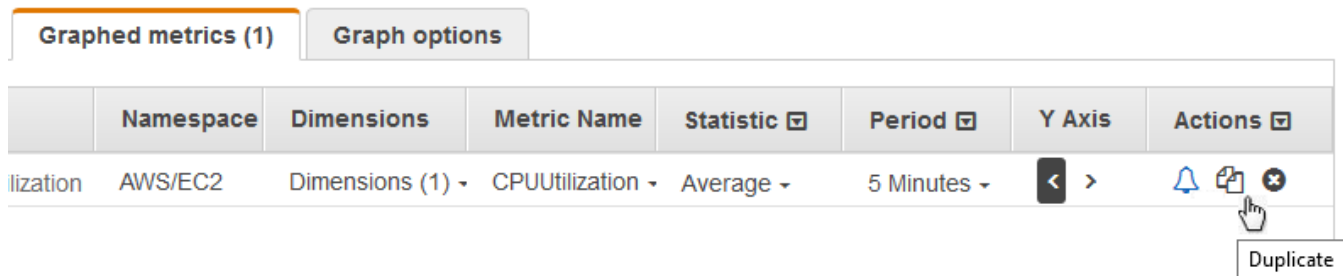 Graphed metrics (1) Graph options
Namespace Dimensions Metric Name Statistic Period Y Axis Actions
lization AWS/EC2 Dimensions (1) CPUUtilization Average 5 Minutes < >
Duplicate